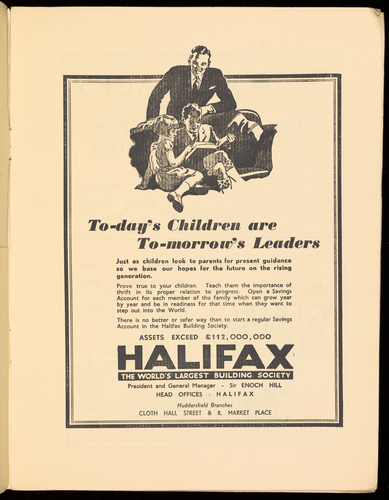 To-day's Children are
To-morrow's Leaders
Just as children look to parents for present guidance
so we base our hopes for the future on the rising
generation.
Prove true to your children. Teach them the importance of
thrift in its proper relation to progress. Open a Savings
Account for each member of the family which can grow year
by year and be in readiness for that time when they want to
step out into the World.
There is no better or safer way than to start a regular Savings
Account in the Halifax Building Society.
ASSETS EXCEED £112,000,000
HALIFAX
THE WORLD'S LARGEST BUILDING SOCIETY
President and General Manager - Sir ENOCH HILL
HEAD OFFICES - HALIFAX
Huddersfield Branches
CLOTH HALL STREET & 8, MARKET PLACE